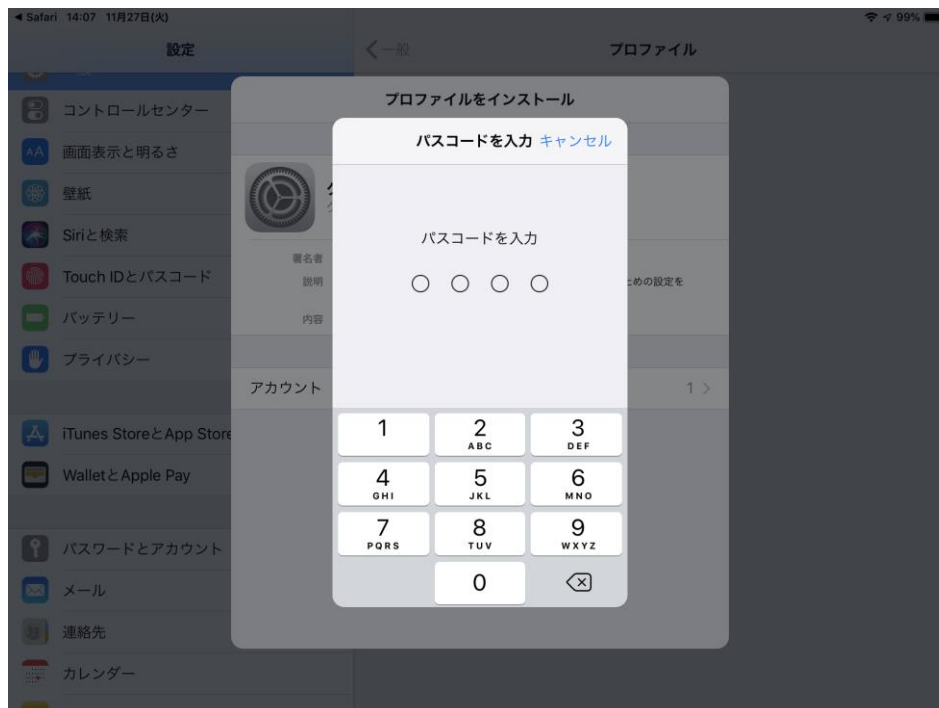 ◀ Safari 14:07 11月27日(火) 99%
設定
一般 プロファイル
コントロールセンター
画面表示と明るさ
壁紙
Siriと検索
Touch IDとパスコード
バッテリー
プライバシー
iTunes StoreとApp Store
WalletとApple Pay
パスワードとアカウント
メール
連絡先
カレンダー
プロファイルをインストール
署名者
説明 ための設定を
内容
アカウント 1
パスコードを入力 キャンセル
パスコードを入力
1 2 3
ABC DEF
4 5 6
GHI JKL MNO
7 8 9
PQRS TUV WXYZ
0